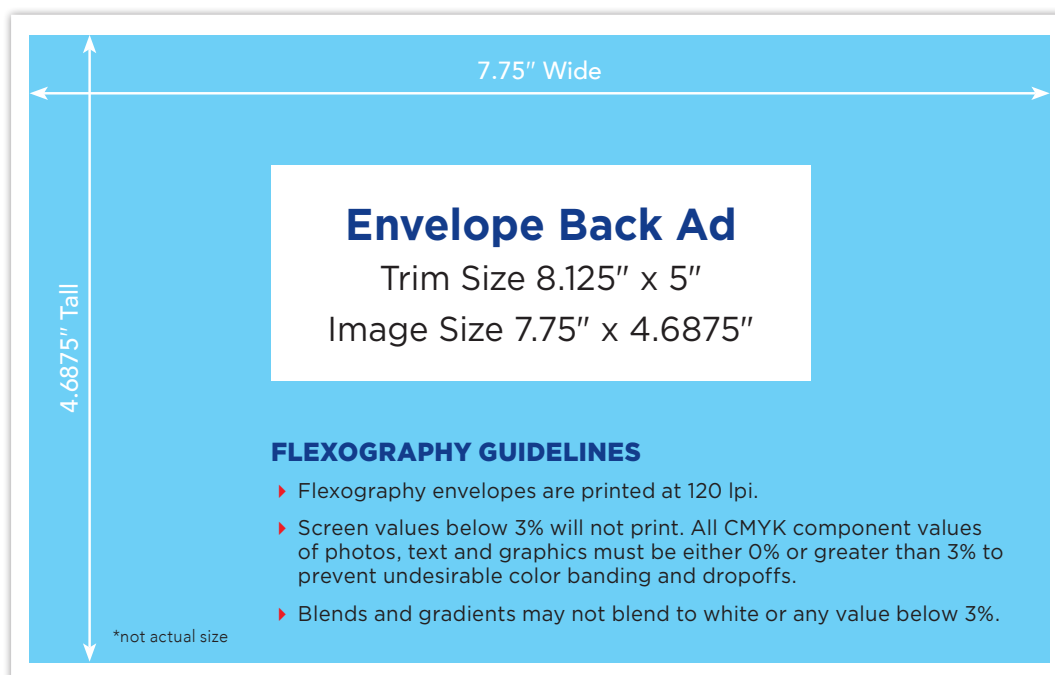 7.75" Wide
4.6875" Tall
Envelope Back Ad
Trim Size 8.125" x 5"
Image Size 7.75" x 4.6875"
FLEXOGRAPHY GUIDELINES
Flexography envelopes are printed at 120 lpi.
Screen values below 3% will not print. All CMYK component values
of photos, text and graphics must be either 0% or greater than 3% to
prevent undesirable color banding and dropoffs.
Blends and gradients may not blend to white or any value below 3%.
*not actual size